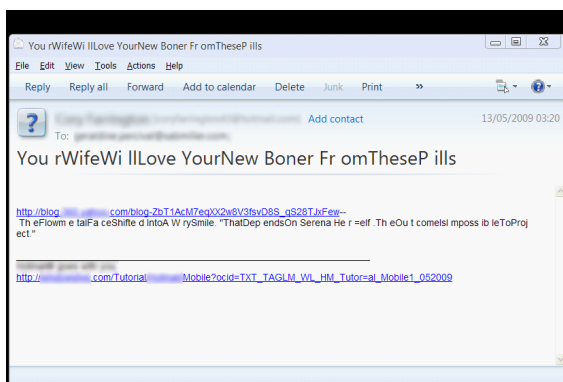 You rWifeWi llLove YourNew Boner Fr omTheseP ills
File Edit View Tools Actions Help
Reply Reply all Forward Add to calendar Delete Junk Print »
Add contact 13/05/2009 03:20
To:
You rWifeWi llLove YourNew Boner Fr omTheseP ills
http://blog. .com/blog-ZbT1AcM7eqXX2w8V3fsvD8S_qS28TJxFew--
Th eFlowm e talFa ceShifte d IntoA W rySmile. "ThatDep endsOn Serena He r =elf .Th eOu t comeIsI mposs ib leToProj
ect."
http:// .com/Tutorial Mobile?ocid=TXT_TAGLM_WL_HM_Tutor=al_Mobile1_052009